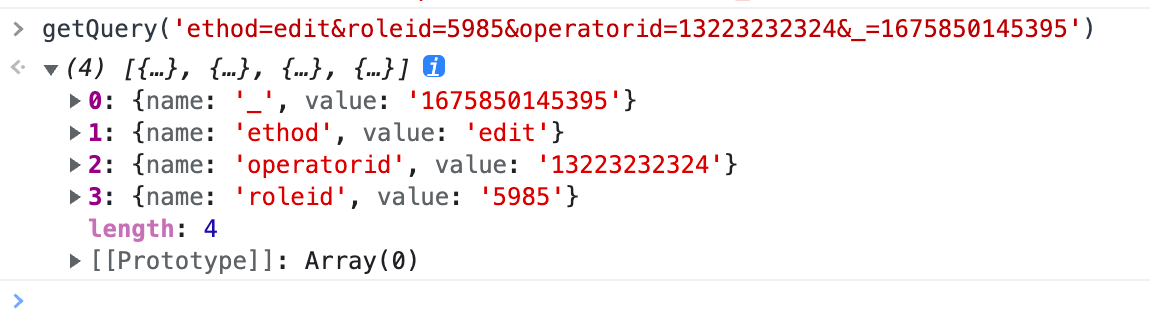 > getQuery('ethod=edit&roleid=5985&operatorid=13223232324&_=1675850145395')
<· ▼ (4) [{…}, {…}, {…}, {…}] i
▶ 0: {name: '_', value: '1675850145395'}
▶ 1: {name: 'ethod', value: 'edit'}
▶ 2: {name: 'operatorid', value: '13223232324'}
▶ 3: {name: 'roleid', value: '5985'}
length: 4
▶ [[Prototype]]: Array(0)
>